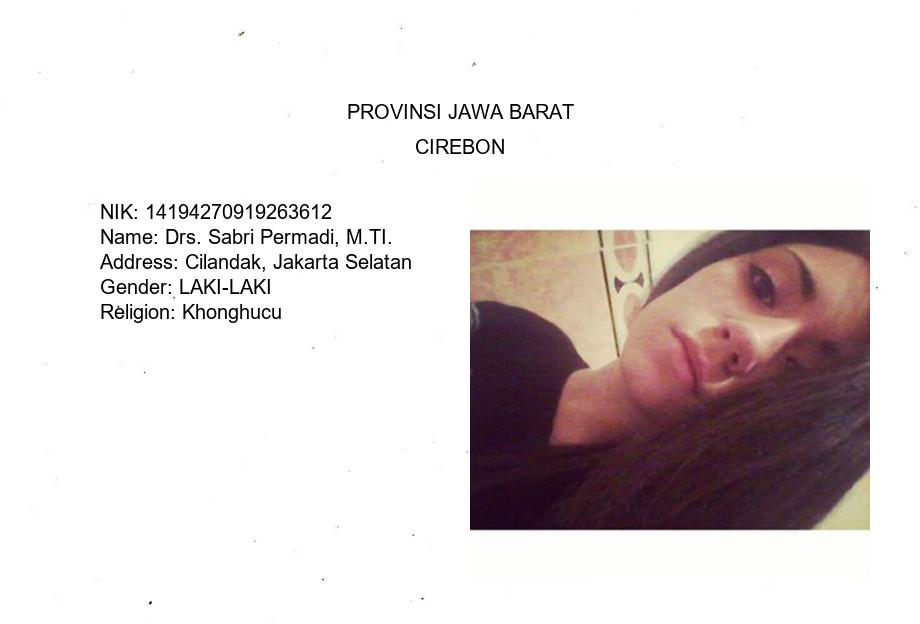 PROVINSI JAWA BARAT
CIREBON
NIK: 14194270919263612
Name: Drs. Sabri Permadi, M.TI.
Address: Cilandak, Jakarta Selatan
Gender: LAKI-LAKI
Religion: Khonghucu